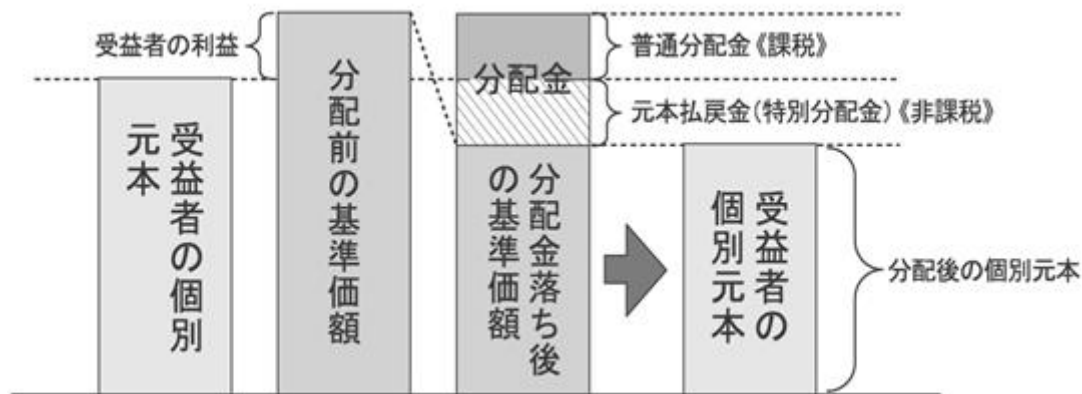 受益者の利益
受益者の個別
元本
分配前の基準価額
分配金
普通分配金《課税》
元本払戻金(特別分配金)《非課税》
分配金落ち後
の基準価額
受益者の
個別元本
分配後の個別元本